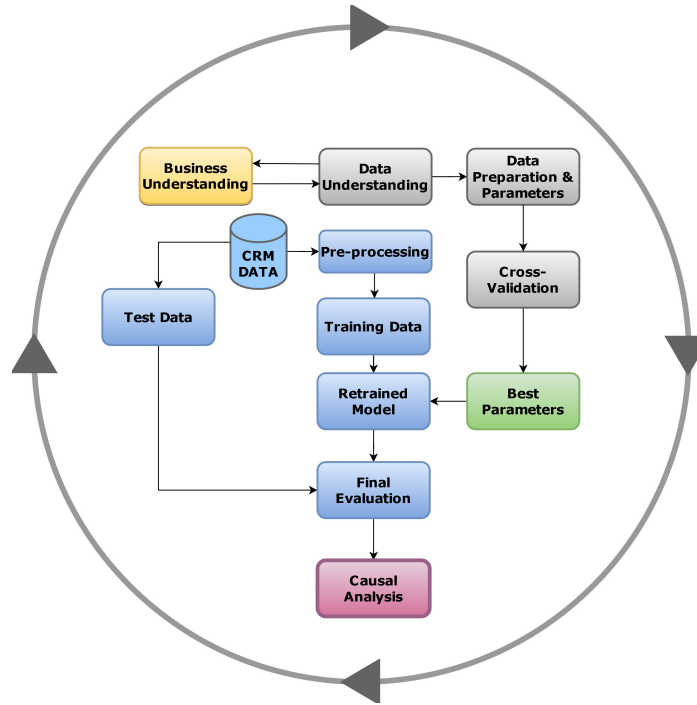 Business
Understanding
Data
Understanding
Data
Preparation &
Parameters
CRM
DATA
Pre-processing
Cross-
Validation
Test Data
Training Data
Retrained
Model
Best
Parameters
Final
Evaluation
Causal
Analysis